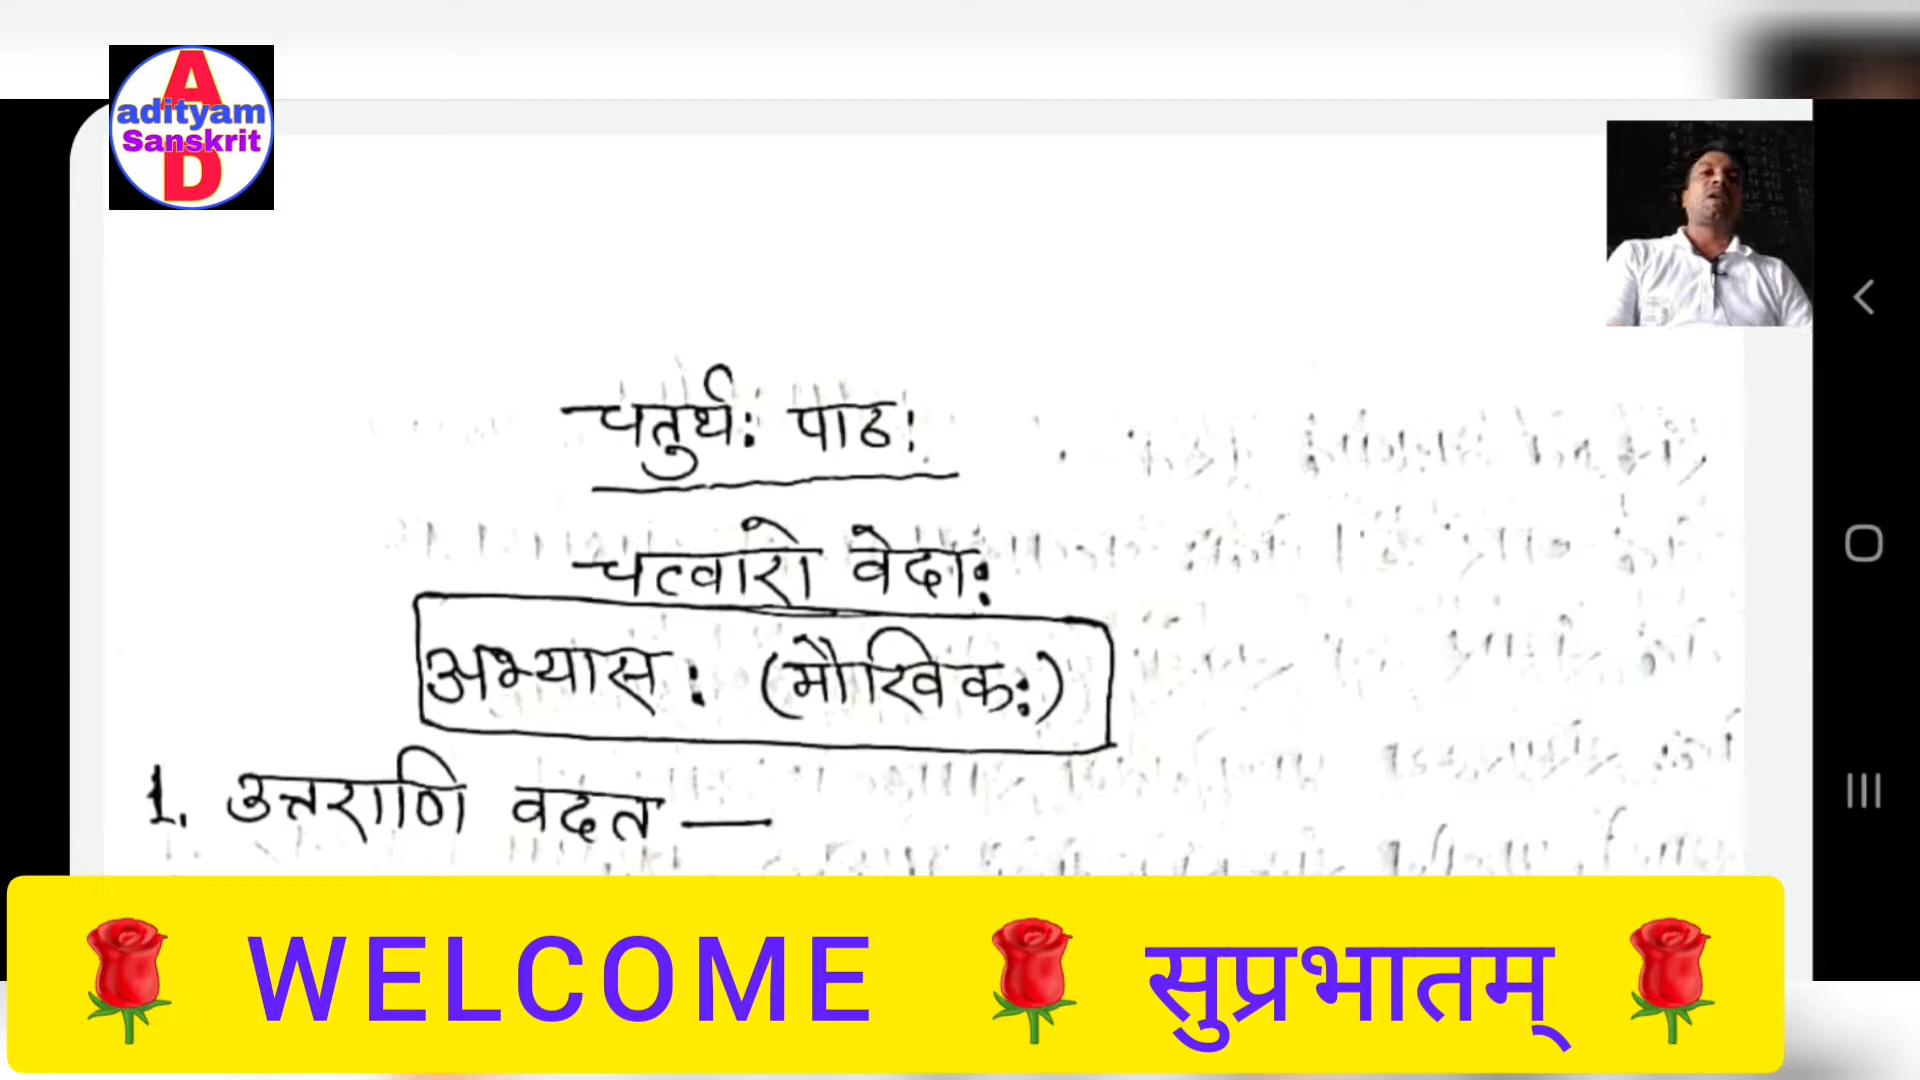 A
adityam
Sanskrit
D
चतुर्थः पाठः
चत्वारो वेदाः
अभ्यासः (मौखिकः)
1. उत्तराणि वदत —
WELCOME सुप्रभातम्